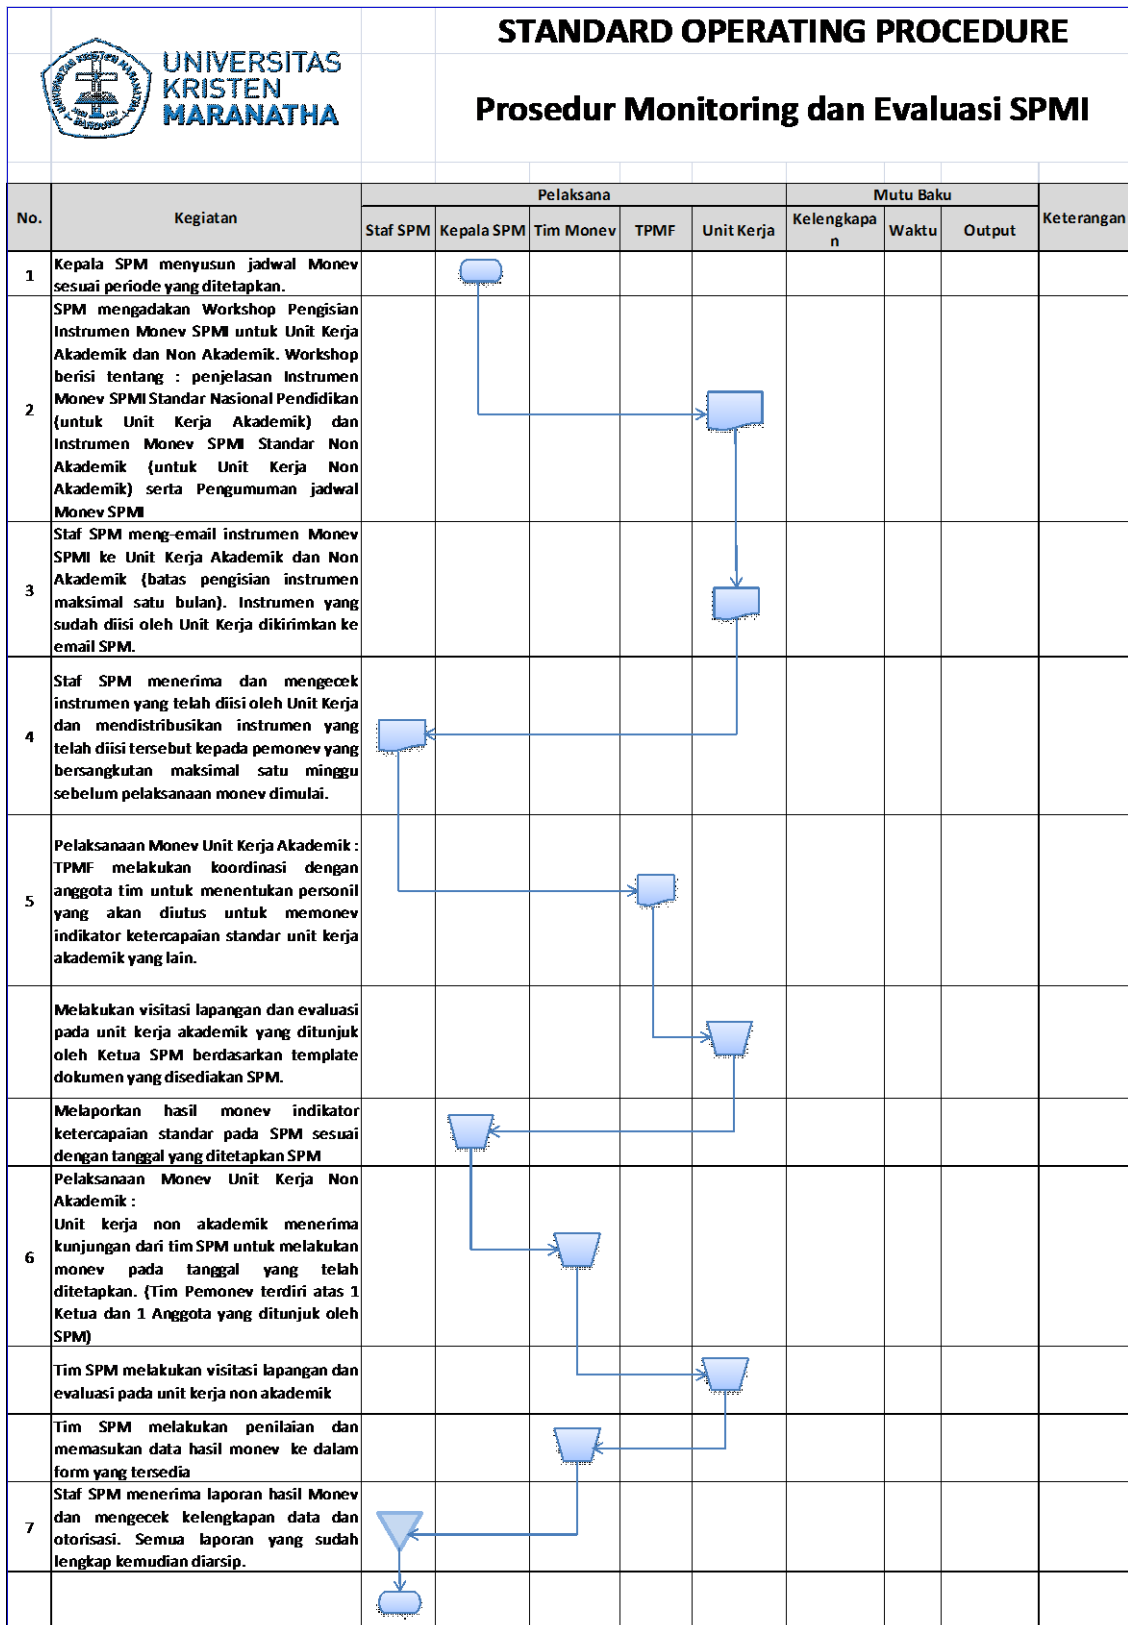 STANDARD OPERATING PROCEDURE
UNIVERSITAS
KRISTEN
MARANATHA
Prosedur Monitoring dan Evaluasi SPMI
No.
Kegiatan
Pelaksana
Mutu Baku
Keterangan
Staf SPM
Kepala SPM
Tim Monev
TPMF
Unit Kerja
Kelengkapa
n
Waktu
Output
1
Kepala SPM menyusun jadwal Monev
sesuai periode yang ditetapkan.
2
SPM mengadakan Workshop Pengisian
Instrumen Monev SPMI untuk Unit Kerja
Akademik dan Non Akademik. Workshop
berisi tentang : penjelasan Instrumen
Monev SPMI Standar Nasional Pendidikan
(untuk Unit Kerja Akademik) dan
Instrumen Monev SPMI Standar Non
Akademik (untuk Unit Kerja Non
Akademik) serta Pengumuman jadwal
Monev SPMI
3
Staf SPM meng-email instrumen Monev
SPMI ke Unit Kerja Akademik dan Non
Akademik (batas pengisian instrumen
maksimal satu bulan). Instrumen yang
sudah diisi oleh Unit Kerja dikirimkan ke
email SPM.
4
Staf SPM menerima dan mengecek
instrumen yang telah diisi oleh Unit Kerja
dan mendistribusikan instrumen yang
telah diisi tersebut kepada pemonev yang
bersangkutan maksimal satu minggu
sebelum pelaksanaan monev dimulai.
5
Pelaksanaan Monev Unit Kerja Akademik :
TPMF melakukan koordinasi dengan
anggota tim untuk menentukan personil
yang akan diutus untuk memonev
indikator ketercapaian standar unit kerja
akademik yang lain.
Melakukan visitasi lapangan dan evaluasi
pada unit kerja akademik yang ditunjuk
oleh Ketua SPM berdasarkan template
dokumen yang disediakan SPM.
Melaporkan hasil monev indikator
ketercapaian standar pada SPM sesuai
dengan tanggal yang ditetapkan SPM
6
Pelaksanaan Monev Unit Kerja Non
Akademik :
Unit kerja non akademik menerima
kunjungan dari tim SPM untuk melakukan
monev pada tanggal yang telah
ditetapkan. (Tim Pemonev terdiri atas 1
Ketua dan 1 Anggota yang ditunjuk oleh
SPM)
Tim SPM melakukan visitasi lapangan dan
evaluasi pada unit kerja non akademik
Tim SPM melakukan penilaian dan
memasukan data hasil monev ke dalam
form yang tersedia
7
Staf SPM menerima laporan hasil Monev
dan mengecek kelengkapan data dan
otorisasi. Semua laporan yang sudah
lengkap kemudian diarsip.